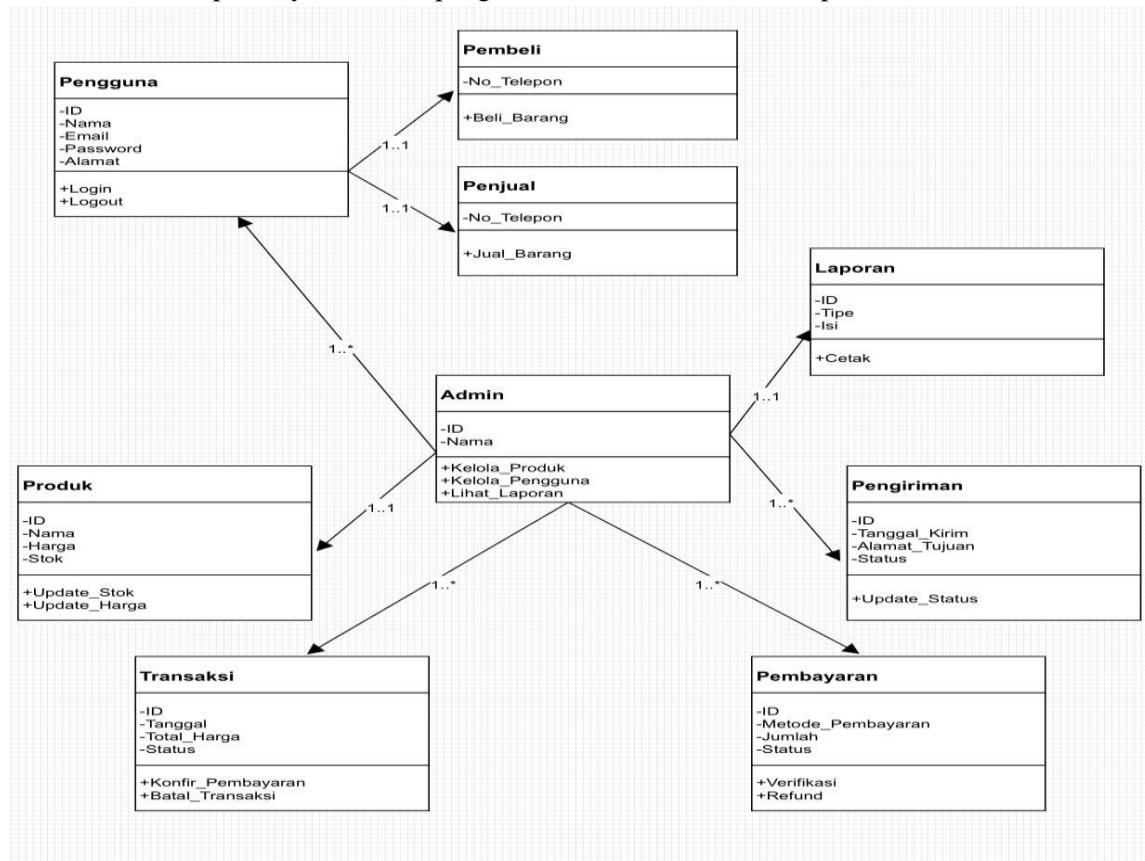 Pembeli
-No_Telepon
+Beli_Barang
Pengguna
-ID
-Nama
-Email
-Password
-Alamat
+Login
+Logout
1..1
1..1
Penjual
-No_Telepon
+Jual_Barang
Laporan
-ID
-Tipe
-Isi
+Cetak
1..*
1..1
Admin
-ID
-Nama
+Kelola_Produk
+Kelola_Pengguna
+Lihat_Laporan
Produk
-ID
-Nama
-Harga
-Stok
+Update_Stok
+Update_Harga
1..1
1..*
Pengiriman
-ID
-Tanggal_Kirim
-Alamat_Tujuan
-Status
+Update_Status
1..*
1..*
Transaksi
-ID
-Tanggal
-Total_Harga
-Status
+Konfir_Pembayaran
+Batal_Transaksi
Pembayaran
-ID
-Metode_Pembayaran
-Jumlah
-Status
+Verifikasi
+Refund